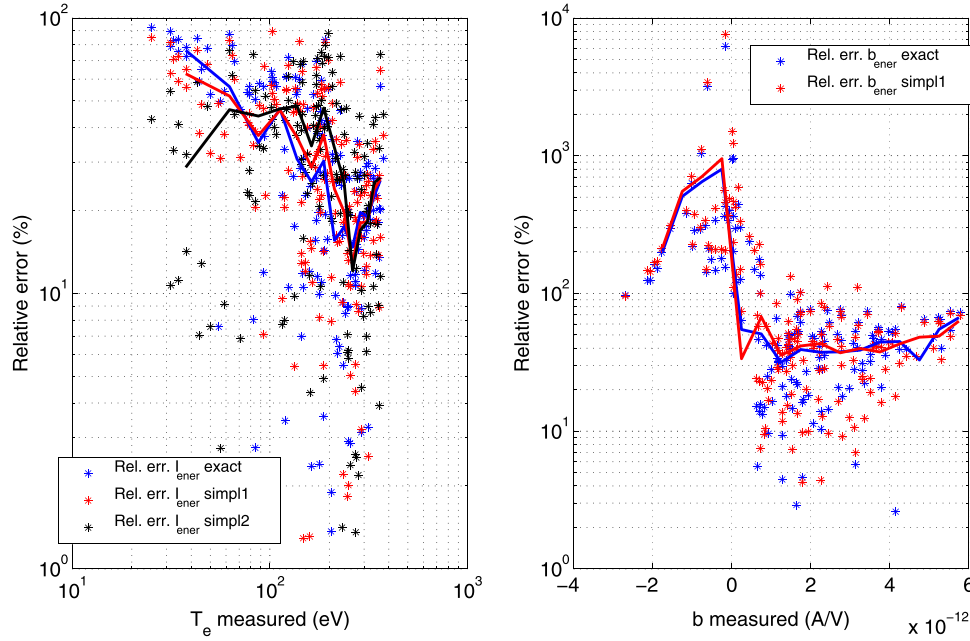 10^2
10^1
10^0
Relative error (%)
10^1
10^2
10^3
T_e measured (eV)
Rel. err. I_ener exact
Rel. err. I_ener simpl1
Rel. err. I_ener simpl2
10^4
10^3
10^2
10^1
10^0
Relative error (%)
−4
−2
0
2
4
6
b measured (A/V)
x 10^−12
Rel. err. b_ener exact
Rel. err. b_ener simpl1